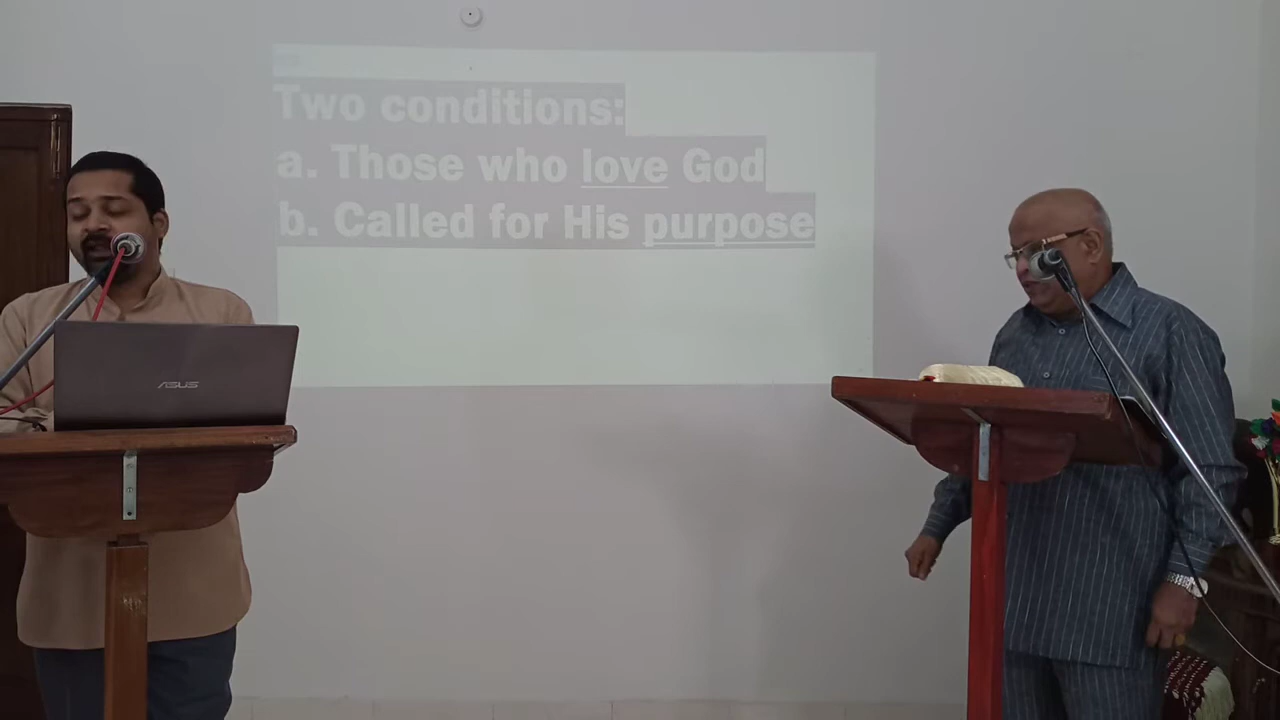 Two conditions:
a. Those who love God
b. Called for His purpose
ASUS